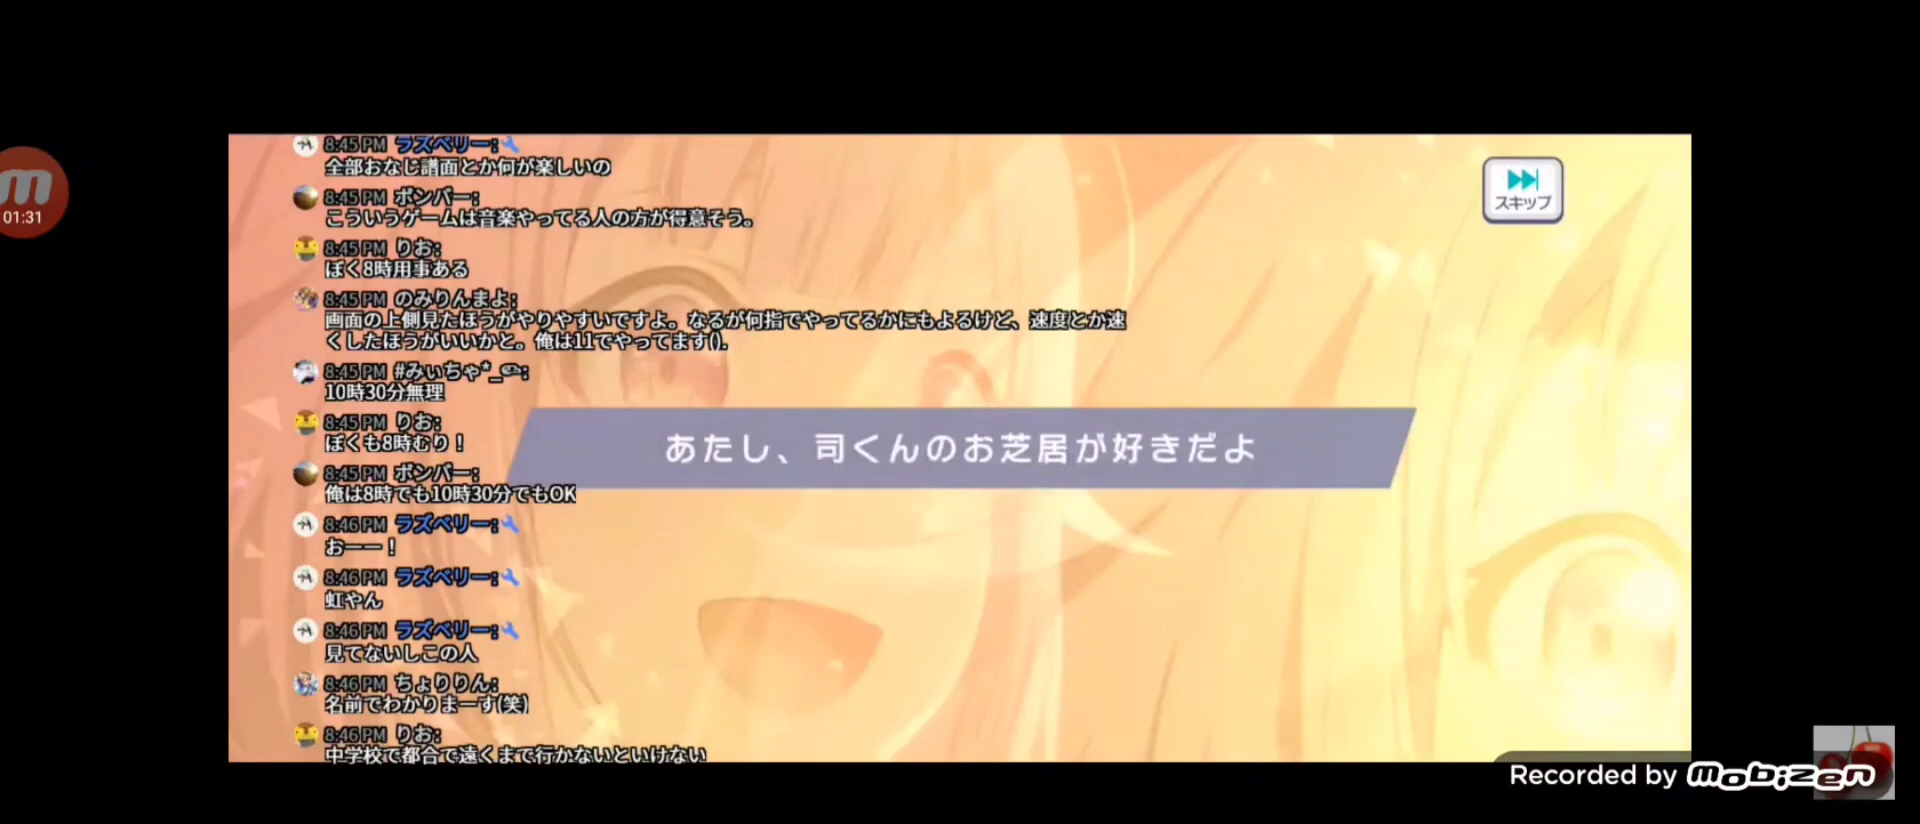 8:45 PM ラズベリー:
全部おなじ譜面とか何が楽しいの
8:45 PM ボンバー:
こういうゲームは音楽やってる人の方が得意そう。
スキップ
01:31
8:45 PM りお:
ぼく8時用事ある
8:45 PM のみりんまよ:
画面の上側見たほうがやりやすいですよ。なるが何指でやってるかにもよるけど、速度とか速
くしたほうがいいかと。俺は11でやってます().
8:45 PM #みぃちゃ*_✏:
10時30分無理
8:45 PM りお:
ぼくも8時むり！
あたし、司くんのお芝居が好きだよ
8:45 PM ボンバー:
俺は8時でも10時30分でもOK
8:46 PM ラズベリー:
おーー！
8:46 PM ラズベリー:
虹やん
8:46 PM ラズベリー:
見てないしこの人
8:46 PM ちょりりん:
名前でわかりまーす(笑)
8:46 PM りお:
中学校で都合で遠くまで行かないといけない
Recorded by mobizen